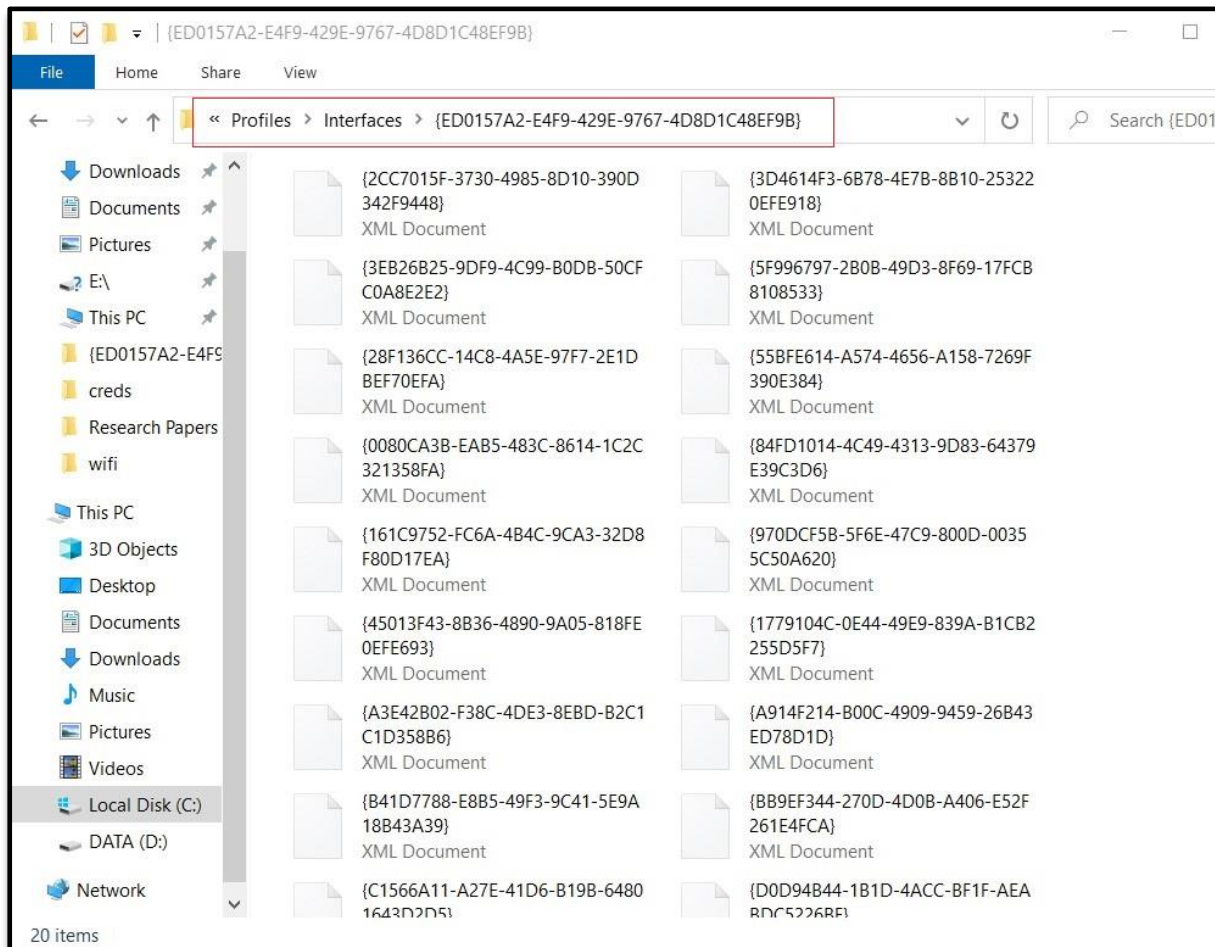 {ED0157A2-E4F9-429E-9767-4D8D1C48EF9B}
File Home Share View
« Profiles > Interfaces > {ED0157A2-E4F9-429E-9767-4D8D1C48EF9B}
Search {ED01
Downloads
Documents
Pictures
E:\
This PC
{ED0157A2-E4F9
creds
Research Papers
wifi
This PC
3D Objects
Desktop
Documents
Downloads
Music
Pictures
Videos
Local Disk (C:)
DATA (D:)
Network
{2CC7015F-3730-4985-8D10-390D
342F9448}
XML Document
{3D4614F3-6B78-4E7B-8B10-25322
0EFE918}
XML Document
{3EB26B25-9DF9-4C99-B0DB-50CF
C0A8E2E2}
XML Document
{5F996797-2B0B-49D3-8F69-17FCB
8108533}
XML Document
{28F136CC-14C8-4A5E-97F7-2E1D
BEF70EFA}
XML Document
{55BFE614-A574-4656-A158-7269F
390E384}
XML Document
{0080CA3B-EAB5-483C-8614-1C2C
321358FA}
XML Document
{84FD1014-4C49-4313-9D83-64379
E39C3D6}
XML Document
{161C9752-FC6A-4B4C-9CA3-32D8
F80D17EA}
XML Document
{970DCF5B-5F6E-47C9-800D-0035
5C50A620}
XML Document
{45013F43-8B36-4890-9A05-818FE
0EFE693}
XML Document
{1779104C-0E44-49E9-839A-B1CB2
255D5F7}
XML Document
{A3E42B02-F38C-4DE3-8EBD-B2C1
C1D358B6}
XML Document
{A914F214-B00C-4909-9459-26B43
ED78D1D}
XML Document
{B41D7788-E8B5-49F3-9C41-5E9A
18B43A39}
XML Document
{BB9EF344-270D-4D0B-A406-E52F
261E4FCA}
XML Document
{C1566A11-A27E-41D6-B19B-6480
1643D2D5}
{D0D94B44-1B1D-4ACC-BF1F-AEA
BDC5226BF}
20 items